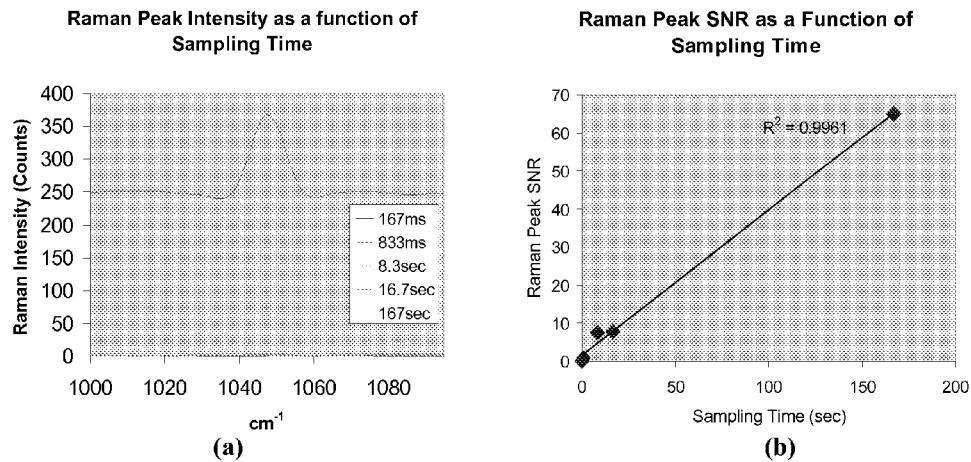 Raman Peak Intensity as a function of
Sampling Time
Raman Intensity (Counts)
400
350
300
250
200
150
100
50
0
1000
1020
1040
1060
1080
cm-1
167ms
833ms
8.3sec
16.7sec
167sec
(a)
Raman Peak SNR as a Function of
Sampling Time
Raman Peak SNR
70
60
50
40
30
20
10
0
R² = 0.9961
0
50
100
150
200
Sampling Time (sec)
(b)